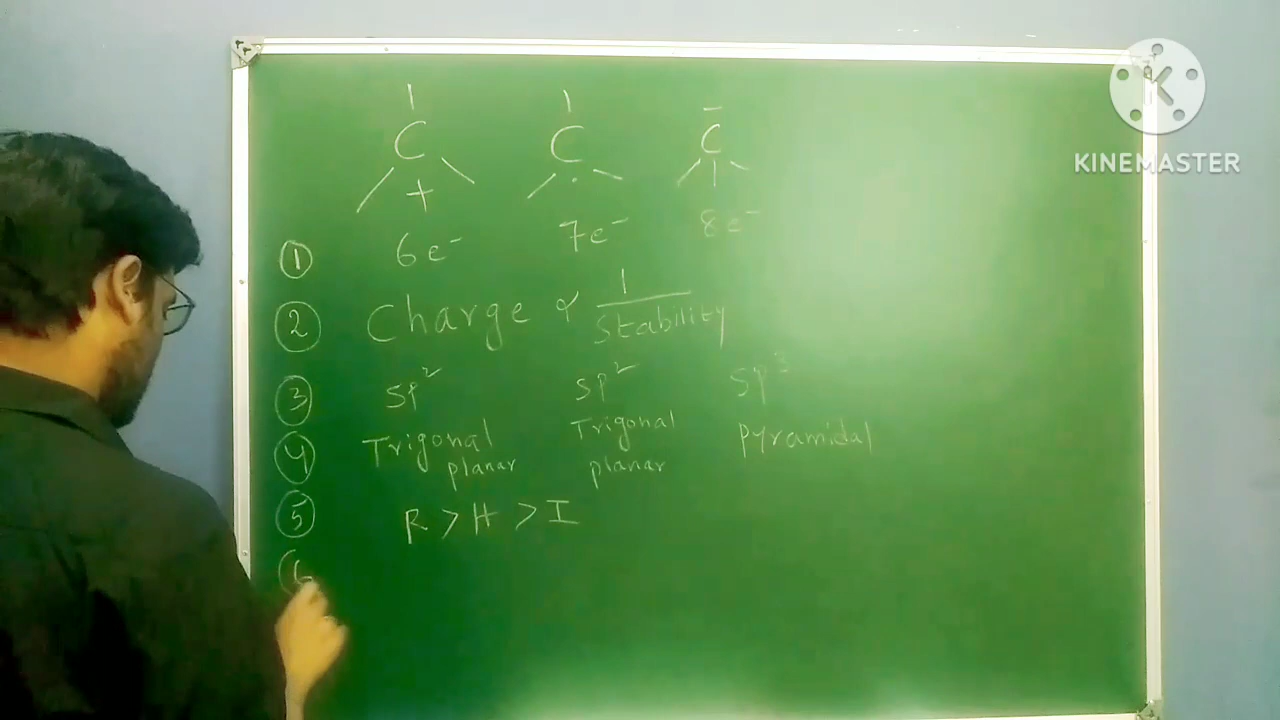 C C C̄
+ .
① 6e⁻ 7e⁻ 8e⁻
② Charge ∝ 1/Stability
③ sp² sp² sp³
④ Trigonal planar Trigonal planar pyramidal
⑤ R > H > I
6
KINEMASTER